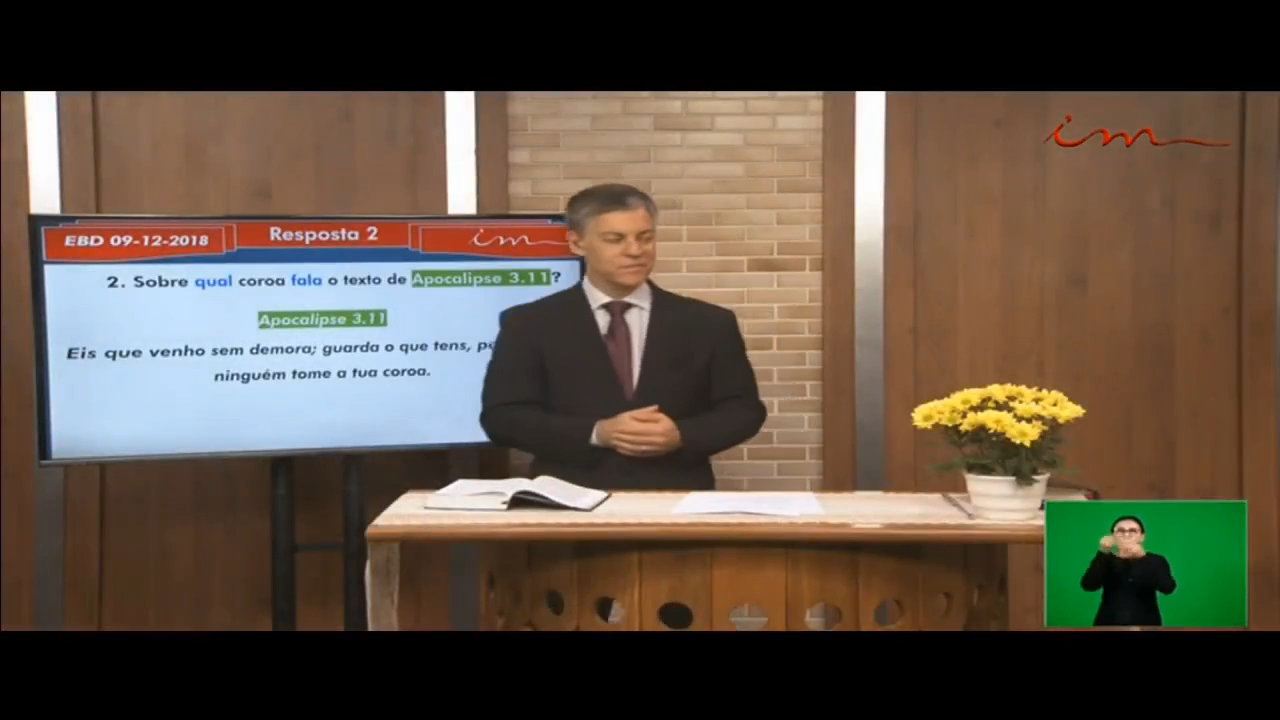 im
EBD 09-12-2018
Resposta 2
im
2. Sobre qual coroa fala o texto de Apocalipse 3.11?
Apocalipse 3.11
Eis que venho sem demora; guarda o que tens,
ninguém tome a tua coroa.